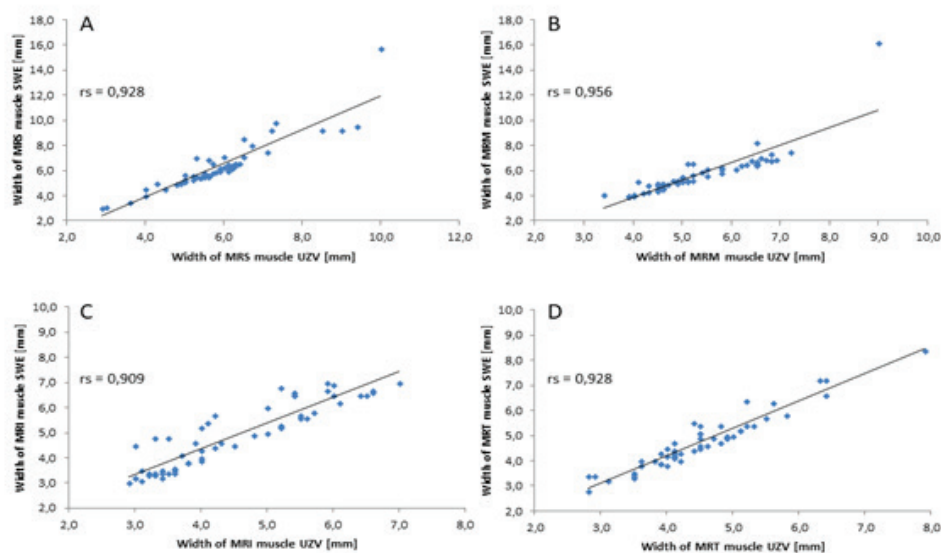 A
Width of MRS muscle SWE [mm]
18,0
16,0
14,0
12,0
10,0
8,0
6,0
4,0
2,0
rs = 0,928
2,0 4,0 6,0 8,0 10,0 12,0
Width of MRS muscle UZV [mm]
B
Width of MRM muscle SWE [mm]
18,0
16,0
14,0
12,0
10,0
8,0
6,0
4,0
2,0
rs = 0,956
2,0 3,0 4,0 5,0 6,0 7,0 8,0 9,0 10,0
Width of MRM muscle UZV [mm]
C
Width of MRI muscle SWE [mm]
10,0
9,0
8,0
7,0
6,0
5,0
4,0
3,0
2,0
rs = 0,909
2,0 3,0 4,0 5,0 6,0 7,0 8,0
Width of MRI muscle UZV [mm]
D
Width of MRT muscle SWE [mm]
10,0
9,0
8,0
7,0
6,0
5,0
4,0
3,0
2,0
rs = 0,928
2,0 3,0 4,0 5,0 6,0 7,0 8,0
Width of MRT muscle UZV [mm]